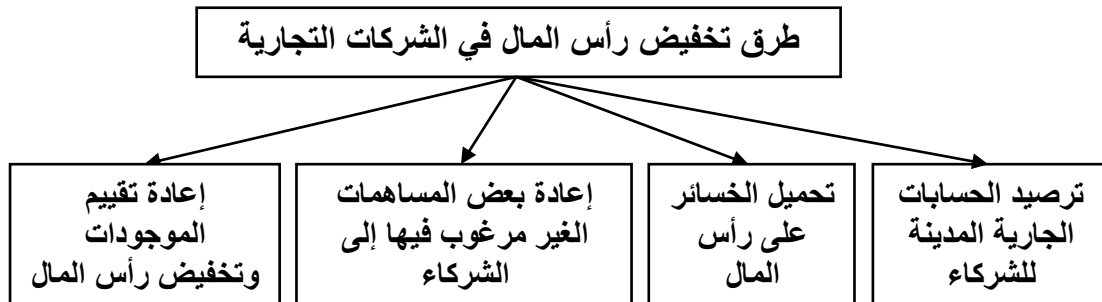 طرق تخفيض رأس المال في الشركات التجارية
ترصيد الحسابات
الجارية المدينة
للشركاء
تحميل الخسائر
على رأس
المال
إعادة بعض المساهمات
الغير مرغوب فيها إلى
الشركاء
إعادة تقييم
الموجودات
وتخفيض رأس المال